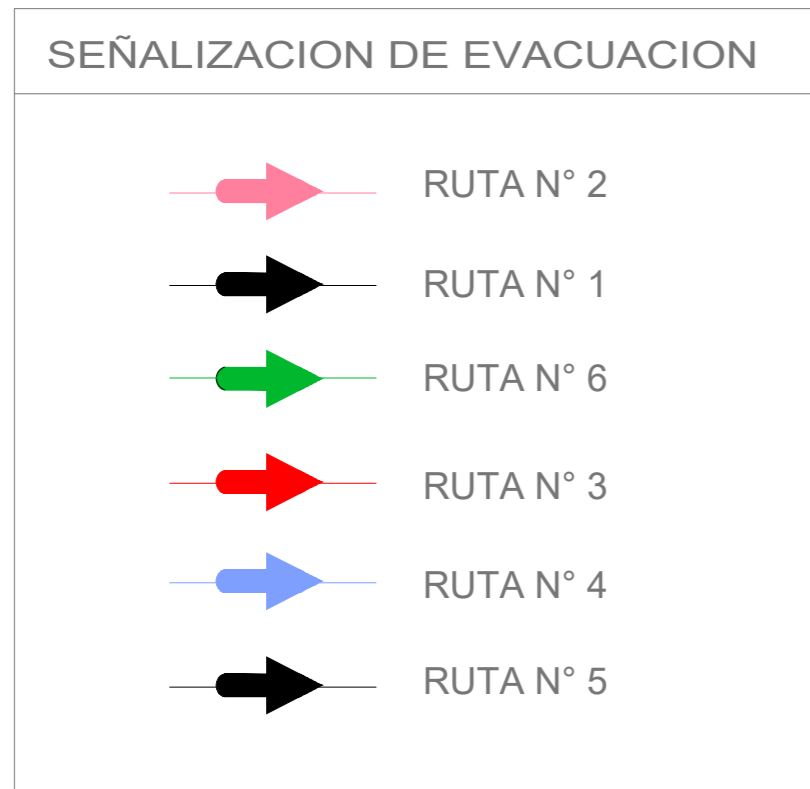 SEÑALIZACION DE EVACUACION
RUTA N° 2
RUTA N° 1
RUTA N° 6
RUTA N° 3
RUTA N° 4
RUTA N° 5